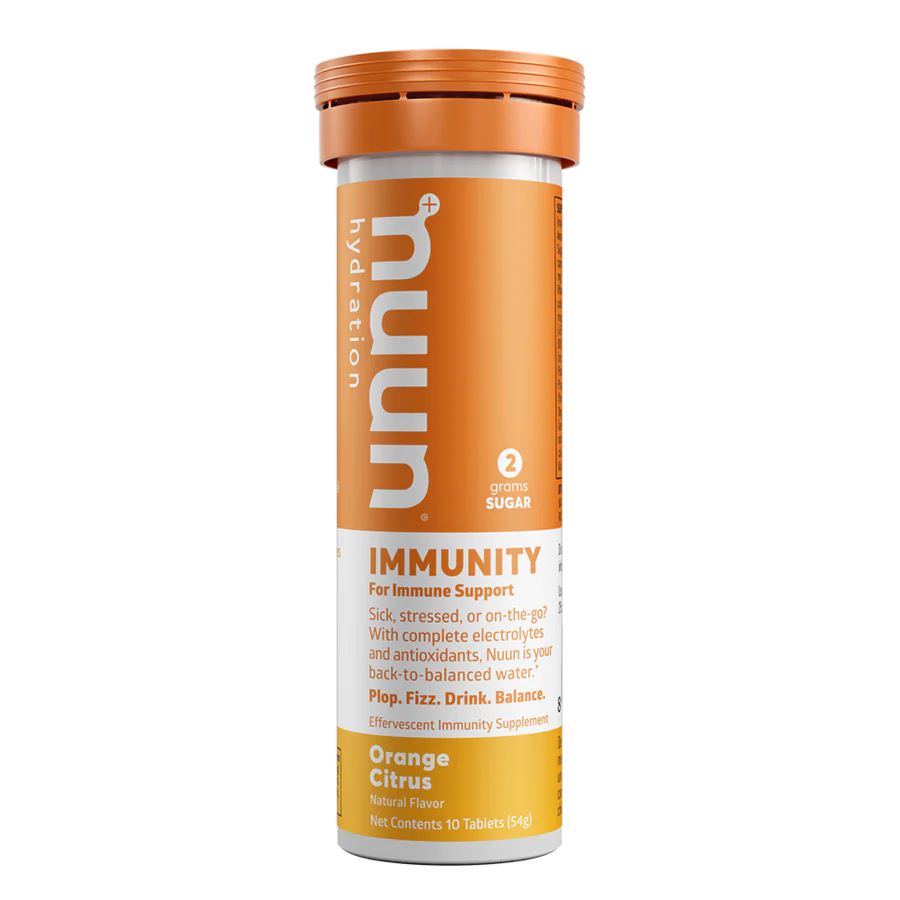 nuun
®
hydration
2
grams
SUGAR
IMMUNITY
For Immune Support
Sick, stressed, or on-the-go?
With complete electrolytes
and antioxidants, Nuun is your
back-to-balanced water.*
Plop. Fizz. Drink. Balance.
Effervescent Immunity Supplement
Orange
Citrus
Natural Flavor
Net Contents 10 Tablets (54g)